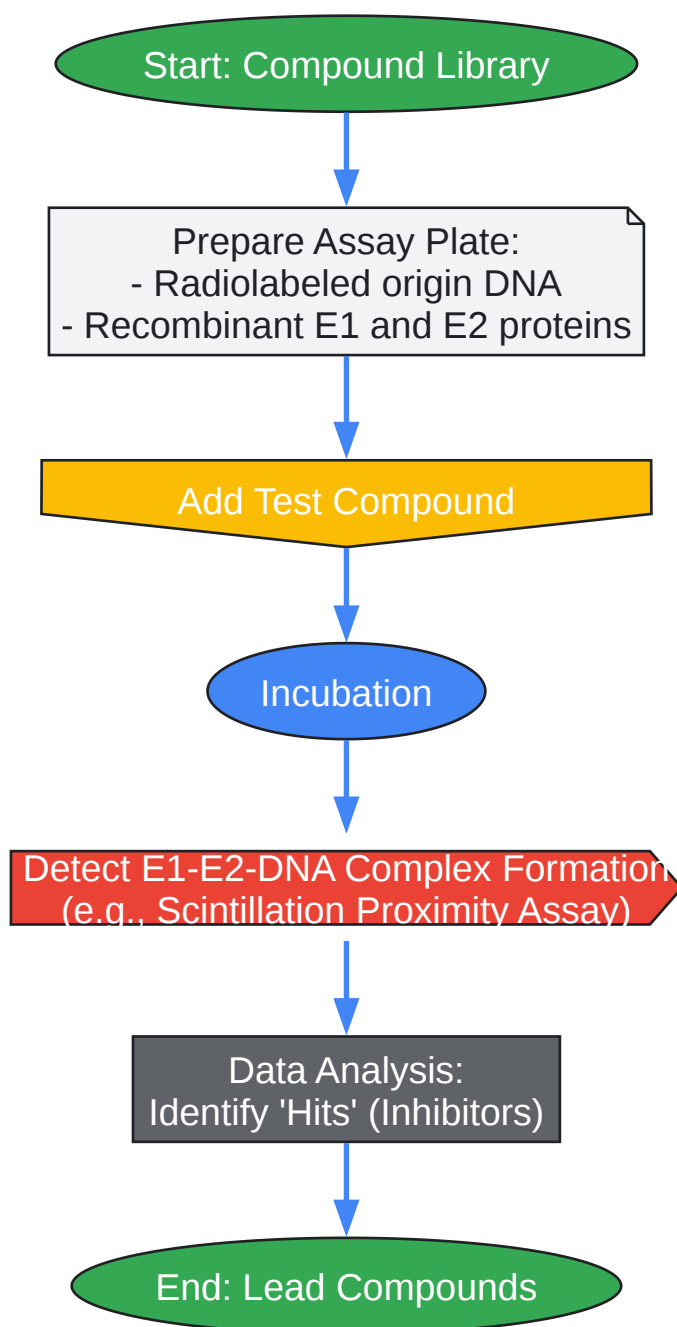 Start: Compound Library
Prepare Assay Plate:
- Radiolabeled origin DNA
- Recombinant E1 and E2 proteins
Add Test Compound
Incubation
Detect E1-E2-DNA Complex Formation
(e.g., Scintillation Proximity Assay)
Data Analysis:
Identify 'Hits' (Inhibitors)
End: Lead Compounds